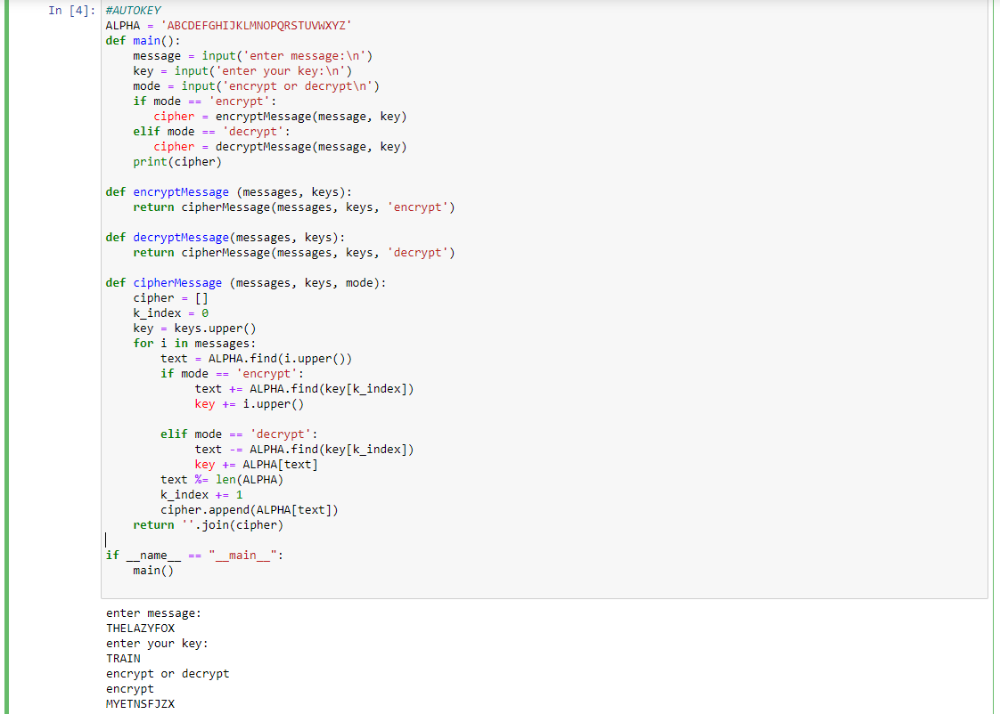 In [4]: #AUTOKEY
ALPHA = 'ABCDEFGHIJKLMNOPQRSTUVWXYZ'
def main():
    message = input('enter message:\n')
    key = input('enter your key:\n')
    mode = input('encrypt or decrypt\n')
    if mode == 'encrypt':
       cipher = encryptMessage(message, key)
    elif mode == 'decrypt':
       cipher = decryptMessage(message, key)
    print(cipher)

def encryptMessage (messages, keys):
    return cipherMessage(messages, keys, 'encrypt')

def decryptMessage(messages, keys):
    return cipherMessage(messages, keys, 'decrypt')

def cipherMessage (messages, keys, mode):
    cipher = []
    k_index = 0
    key = keys.upper()
    for i in messages:
        text = ALPHA.find(i.upper())
        if mode == 'encrypt':
             text += ALPHA.find(key[k_index])
             key += i.upper()

        elif mode == 'decrypt':
             text -= ALPHA.find(key[k_index])
             key += ALPHA[text]
        text %= len(ALPHA)
        k_index += 1
        cipher.append(ALPHA[text])
    return ''.join(cipher)

if __name__ == "__main__":
    main()

enter message:
THELAZYFOX
enter your key:
TRAIN
encrypt or decrypt
encrypt
MYETNSFJZX